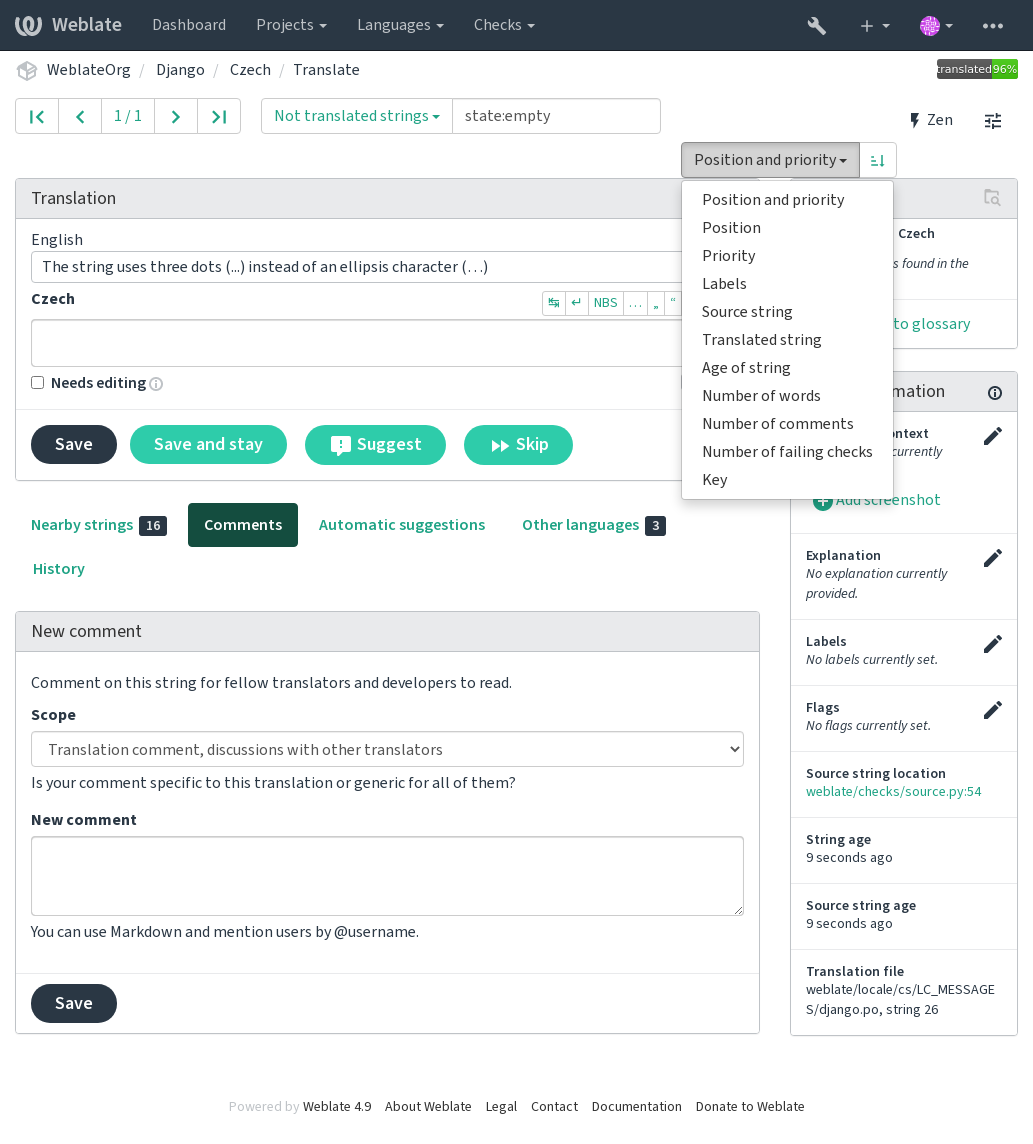 Weblate Dashboard Projects Languages Checks
WeblateOrg / Django / Czech / Translate
translated 96%
1 / 1
Not translated strings state:empty
Zen
Position and priority
Position and priority
Position
Priority
Labels
Source string
Translated string
Age of string
Number of words
Number of comments
Number of failing checks
Key
Translation
English
The string uses three dots (...) instead of an ellipsis character (…)
Czech
↹ ↵ NBS … „ “
Needs editing
Save Save and stay Suggest Skip
Nearby strings 16 Comments Automatic suggestions Other languages 3
History
New comment
Comment on this string for fellow translators and developers to read.
Scope
Translation comment, discussions with other translators
Is your comment specific to this translation or generic for all of them?
New comment
You can use Markdown and mention users by @username.
Save
Czech
found in the
to glossary
currently
Add screenshot
Explanation
No explanation currently
provided.
Labels
No labels currently set.
Flags
No flags currently set.
Source string location
weblate/checks/source.py:54
String age
9 seconds ago
Source string age
9 seconds ago
Translation file
weblate/locale/cs/LC_MESSAGE
S/django.po, string 26
Powered by Weblate 4.9 About Weblate Legal Contact Documentation Donate to Weblate